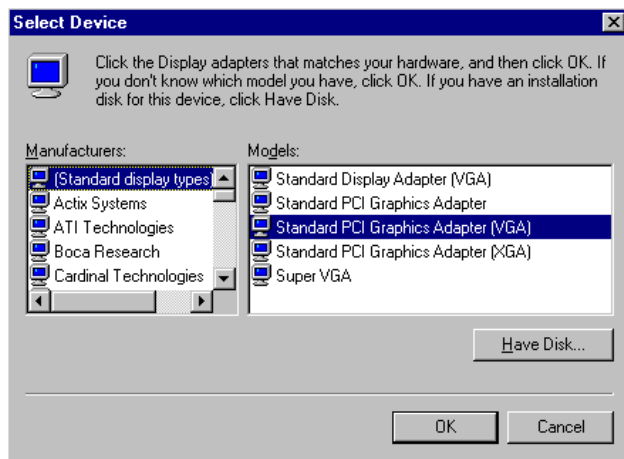 Select Device
Click the Display adapters that matches your hardware, and then click OK. If
you don't know which model you have, click OK. If you have an installation
disk for this device, click Have Disk.
Manufacturers:
(Standard display types)
Actix Systems
ATI Technologies
Boca Research
Cardinal Technologies
Models:
Standard Display Adapter (VGA)
Standard PCI Graphics Adapter
Standard PCI Graphics Adapter (VGA)
Standard PCI Graphics Adapter (XGA)
Super VGA
Have Disk...
OK
Cancel